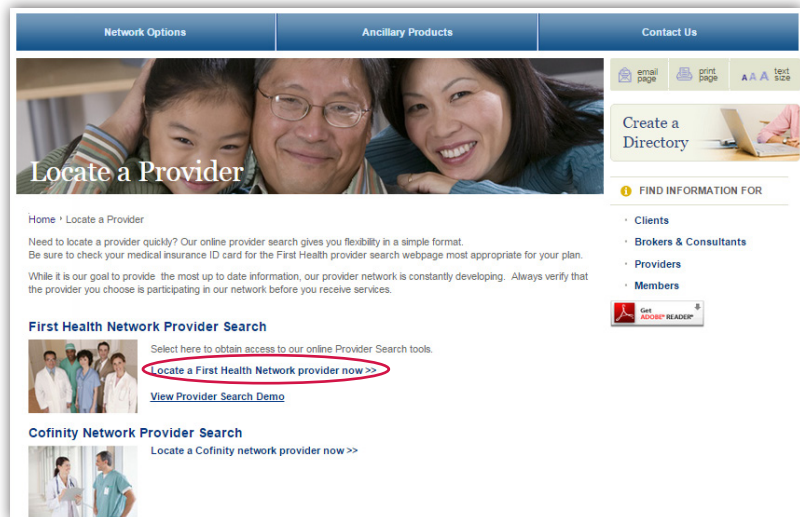 Network Options
Ancillary Products
Contact Us
email page
print page
A A A text size
Locate a Provider
Create a
Directory
FIND INFORMATION FOR
Clients
Brokers & Consultants
Providers
Members
Get
ADOBE® READER®
Home › Locate a Provider
Need to locate a provider quickly? Our online provider search gives you flexibility in a simple format.
Be sure to check your medical insurance ID card for the First Health provider search webpage most appropriate for your plan.
While it is our goal to provide the most up to date information, our provider network is constantly developing. Always verify that
the provider you choose is participating in our network before you receive services.
First Health Network Provider Search
Select here to obtain access to our online Provider Search tools.
Locate a First Health Network provider now >>
View Provider Search Demo
Cofinity Network Provider Search
Locate a Cofinity network provider now >>